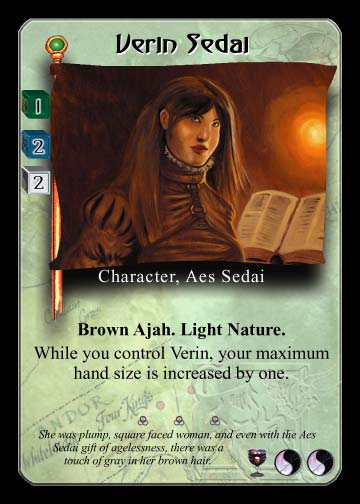 Verin Sedai
1
2
2
Character, Aes Sedai
Brown Ajah. Light Nature.
While you control Verin, your maximum
hand size is increased by one.
Four Kings
She was plump, square faced woman, and even with the Aes
Sedai gift of agelessness, there was a
touch of gray in her brown hair.